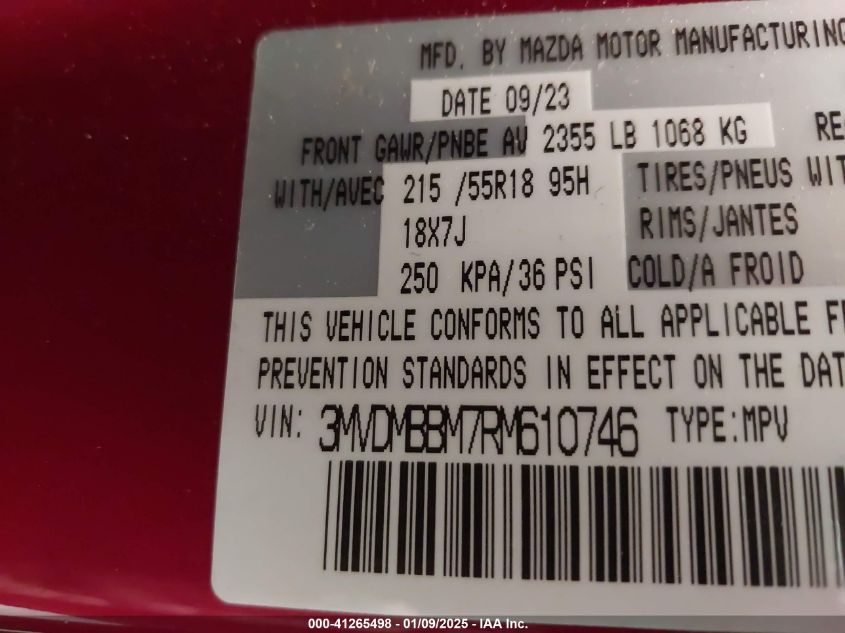 MFD. BY MAZDA MOTOR MANUFACTURING
DATE 09/23
FRONT GAWR/PNBE AV 2355 LB 1068 KG
WITH/AVEC 215 /55R18 95H TIRES/PNEUS WIT
18X7J RIMS/JANTES
250 KPA/36 PSI COLD/A FROID
THIS VEHICLE CONFORMS TO ALL APPLICABLE
PREVENTION STANDARDS IN EFFECT ON THE DAT
VIN: 3MVDMBBM7RM610746 TYPE:MPV
000-41265498 - 01/09/2025 - IAA Inc.